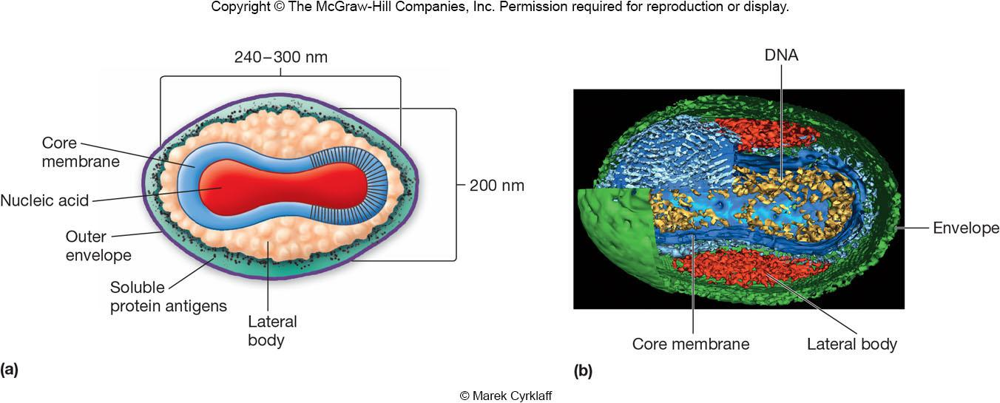 Copyright © The McGraw-Hill Companies, Inc. Permission required for reproduction or display.
240–300 nm
Core
membrane
Nucleic acid
Outer
envelope
Soluble
protein antigens
Lateral
body
200 nm
(a)
DNA
Envelope
Core membrane
Lateral body
(b)
© Marek Cyrklaff